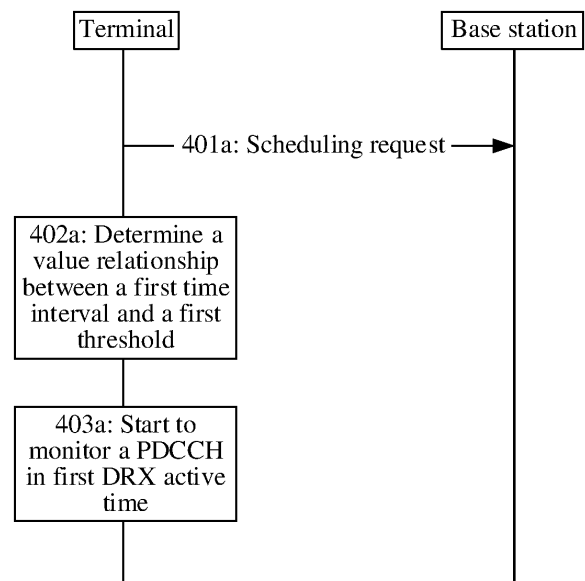 Terminal
Base station
401a: Scheduling request
402a: Determine a
value relationship
between a first time
interval and a first
threshold
403a: Start to
monitor a PDCCH
in first DRX active
time